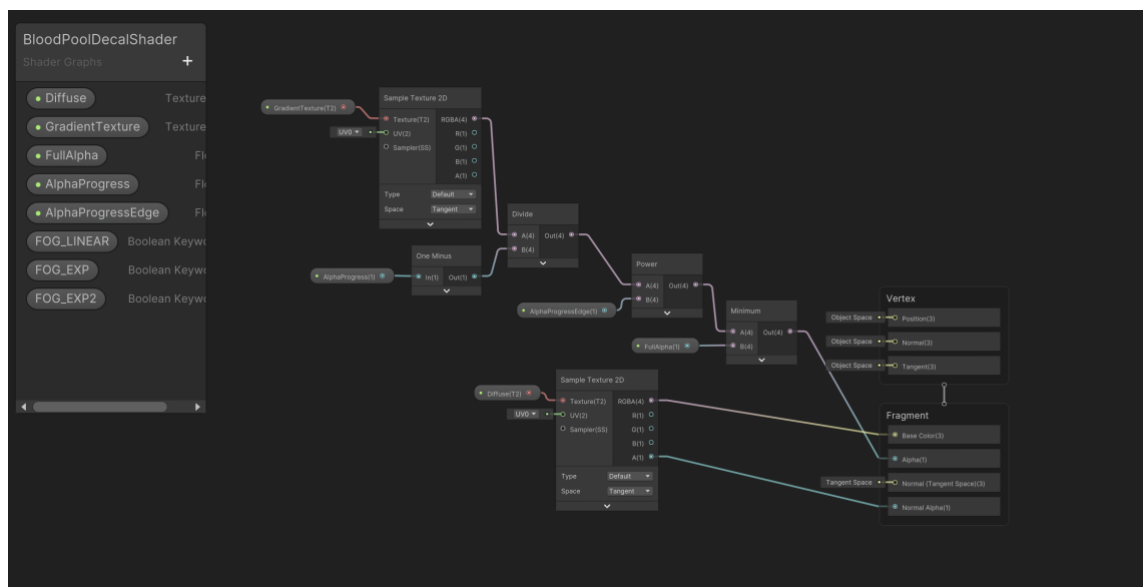 BloodPoolDecalShader
Shader Graphs +
Diffuse Texture
GradientTexture Texture
FullAlpha Fl
AlphaProgress Fl
AlphaProgressEdge Fl
FOG_LINEAR Boolean Keyw
FOG_EXP Boolean Keyw
FOG_EXP2 Boolean Keyw
GradientTexture(T2)
Sample Texture 2D
Texture(T2) RGBA(4)
UV0 UV(2) R(1)
Sampler(SS) G(1)
B(1)
A(1)
Type Default
Space Tangent
AlphaProgress(1)
One Minus
In(1) Out(1)
Divide
A(4) Out(4)
B(4)
AlphaProgressEdge(1)
Power
A(4) Out(4)
B(4)
FullAlpha(1)
Minimum
A(4) Out(4)
B(4)
Diffuse(T2)
Sample Texture 2D
Texture(T2) RGBA(4)
UV0 UV(2) R(1)
Sampler(SS) G(1)
B(1)
A(1)
Type Default
Space Tangent
Vertex
Object Space Position(3)
Object Space Normal(3)
Object Space Tangent(3)
Fragment
Base Color(3)
Alpha(1)
Tangent Space Normal (Tangent Space)(3)
Normal Alpha(1)